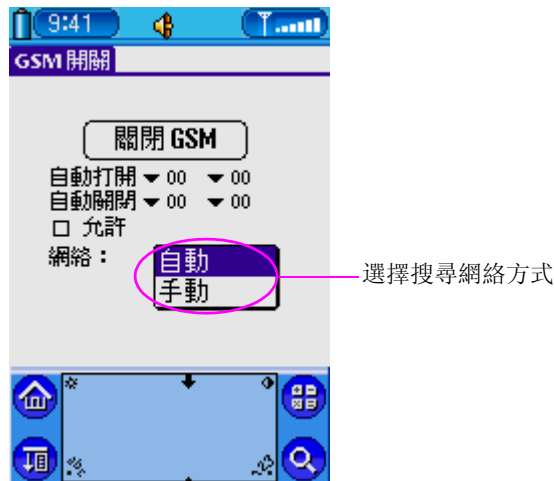 9:41
GSM 開關
關閉 GSM
自動打開 00 00
自動關閉 00 00
允許
網絡：
自動
手動
選擇搜尋網絡方式